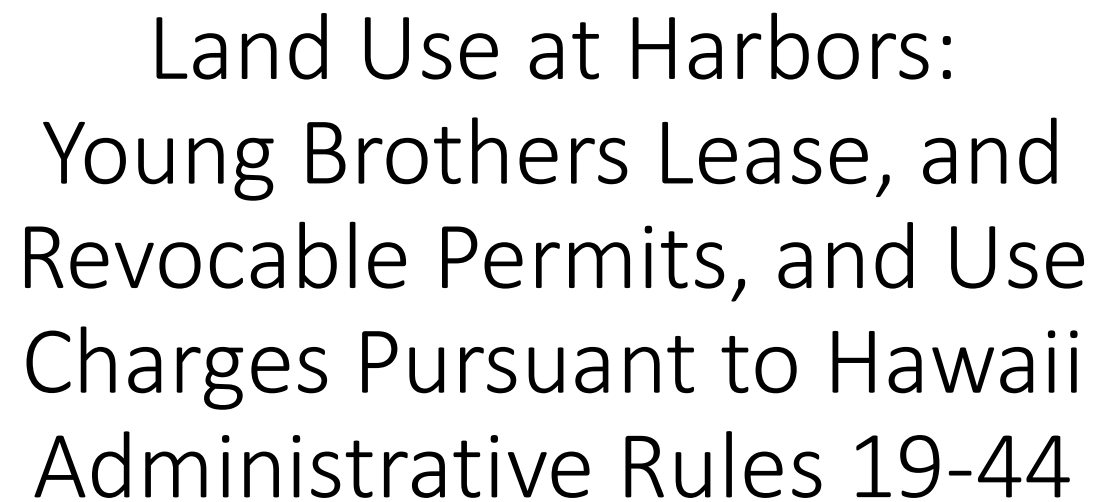 Land Use at Harbors:
Young Brothers Lease, and
Revocable Permits, and Use
Charges Pursuant to Hawaii
Administrative Rules 19-44